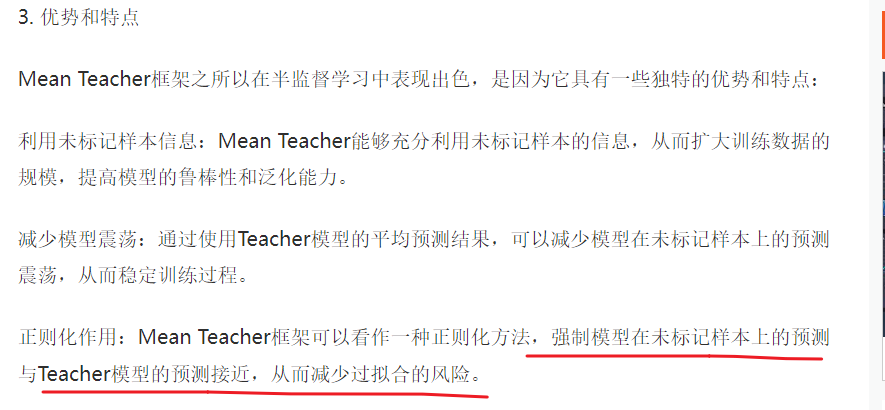 3. 优势和特点
Mean Teacher框架之所以在半监督学习中表现出色，是因为它具有一些独特的优势和特点：
利用未标记样本信息：Mean Teacher能够充分利用未标记样本的信息，从而扩大训练数据的
规模，提高模型的鲁棒性和泛化能力。
减少模型震荡：通过使用Teacher模型的平均预测结果，可以减少模型在未标记样本上的预测
震荡，从而稳定训练过程。
正则化作用：Mean Teacher框架可以看作一种正则化方法，强制模型在未标记样本上的预测
与Teacher模型的预测接近，从而减少过拟合的风险。